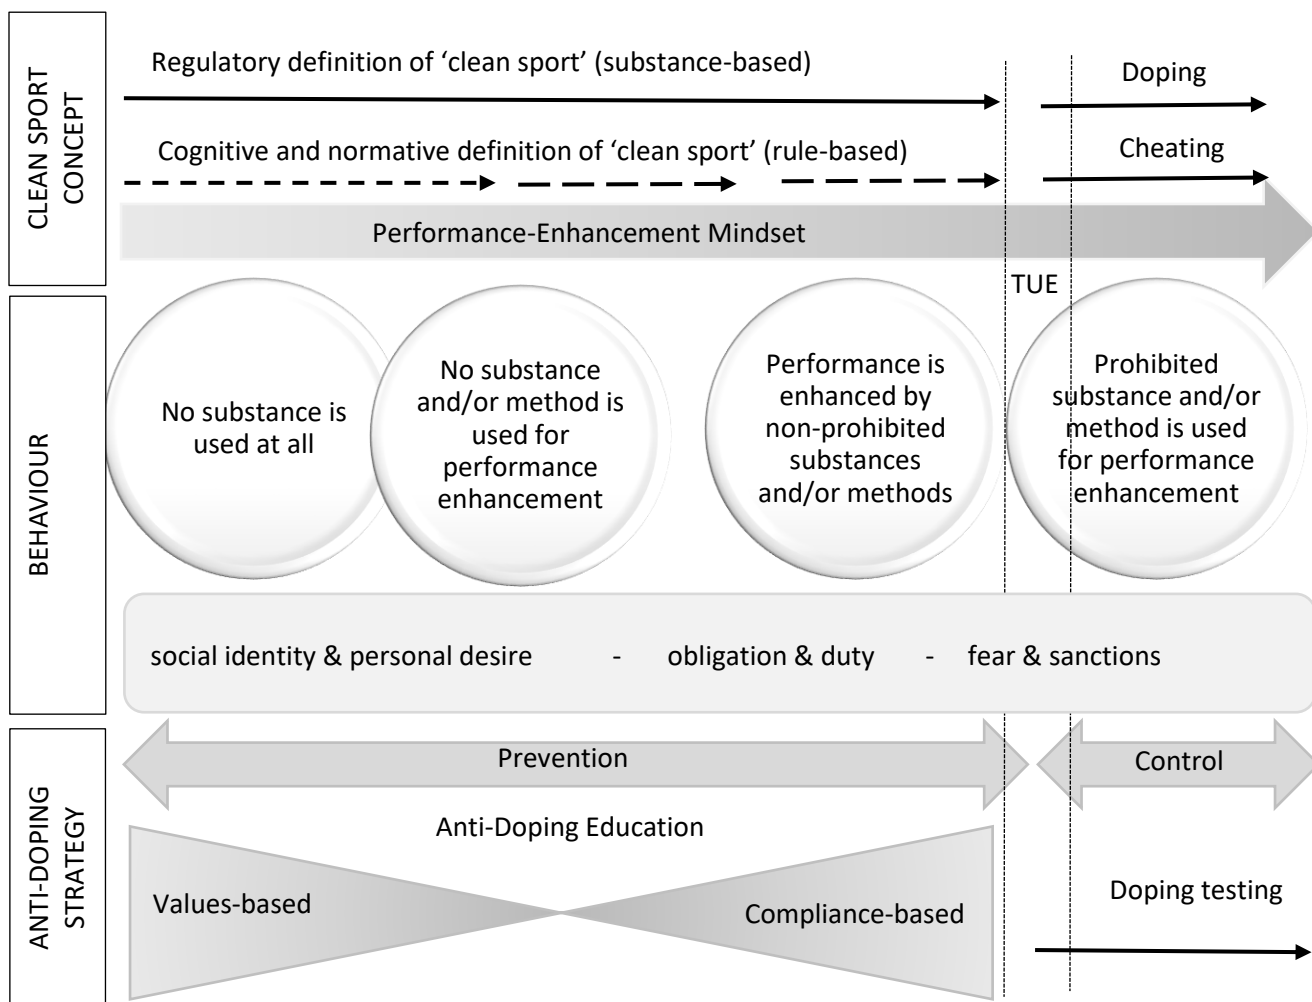 CLEAN SPORT
CONCEPT
Regulatory definition of ‘clean sport’ (substance-based)
Doping
Cognitive and normative definition of ‘clean sport’ (rule-based)
Cheating
Performance-Enhancement Mindset
TUE
BEHAVIOUR
No substance is
used at all
No substance
and/or method is
used for
performance
enhancement
Performance is
enhanced by
non-prohibited
substances
and/or methods
Prohibited
substance and/or
method is used
for performance
enhancement
social identity & personal desire - obligation & duty - fear & sanctions
ANTI-DOPING
STRATEGY
Prevention
Control
Anti-Doping Education
Values-based
Compliance-based
Doping testing